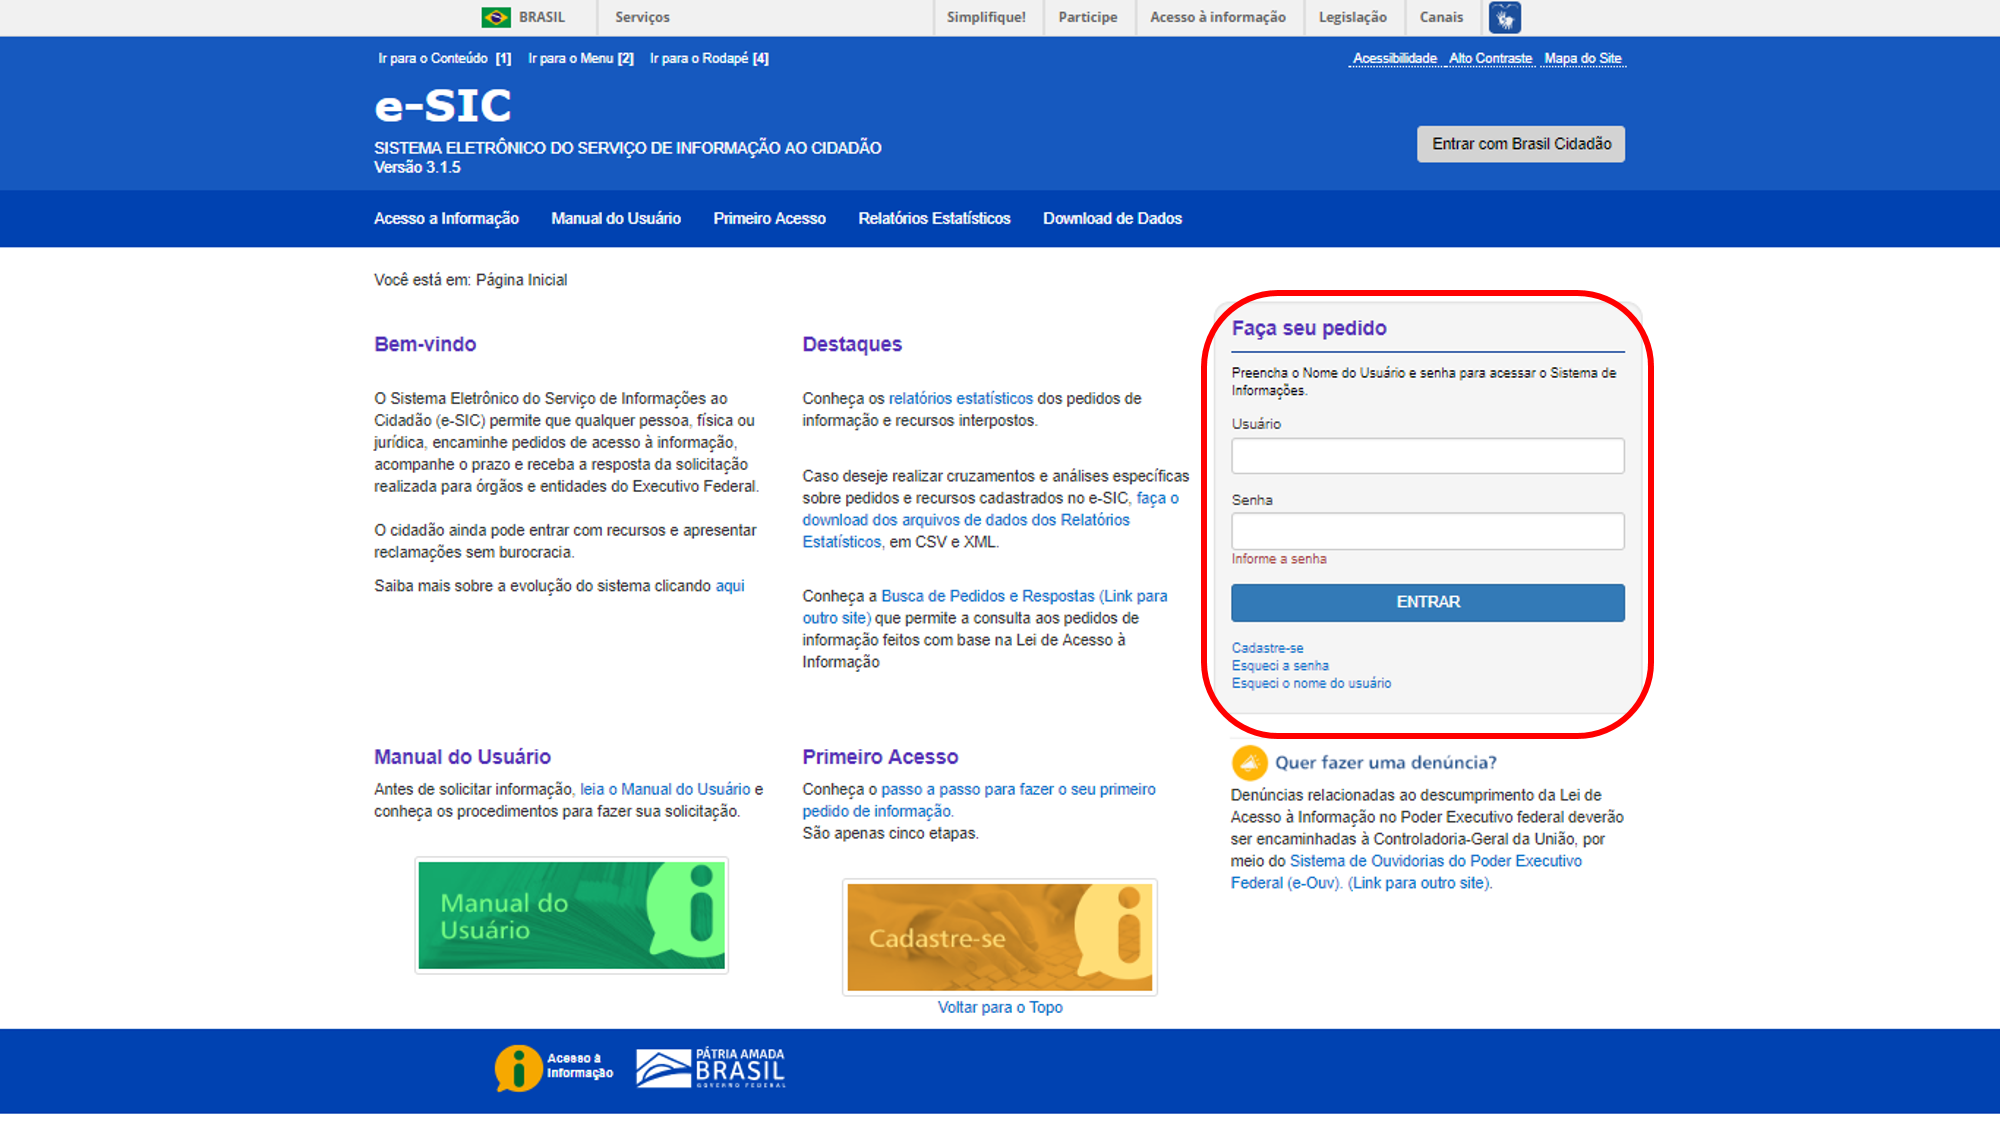 BRASIL
Serviços
Simplifique!
Participe
Acesso à informação
Legislação
Canais
Ir para o Conteúdo [1]
Ir para o Menu [2]
Ir para o Rodapé [4]
Acessibilidade
Alto Contraste
Mapa do Site
e-SIC
SISTEMA ELETRÔNICO DO SERVIÇO DE INFORMAÇÃO AO CIDADÃO
Versão 3.1.5
Entrar com Brasil Cidadão
Acesso a Informação
Manual do Usuário
Primeiro Acesso
Relatórios Estatísticos
Download de Dados
Você está em: Página Inicial
Bem-vindo
O Sistema Eletrônico do Serviço de Informações ao
Cidadão (e-SIC) permite que qualquer pessoa, física ou
jurídica, encaminhe pedidos de acesso à informação,
acompanhe o prazo e receba a resposta da solicitação
realizada para órgãos e entidades do Executivo Federal.
O cidadão ainda pode entrar com recursos e apresentar
reclamações sem burocracia.
Saiba mais sobre a evolução do sistema clicando aqui
Destaques
Conheça os relatórios estatísticos dos pedidos de
informação e recursos interpostos.
Caso deseje realizar cruzamentos e análises específicas
sobre pedidos e recursos cadastrados no e-SIC, faça o
download dos arquivos de dados dos Relatórios
Estatísticos, em CSV e XML.
Conheça a Busca de Pedidos e Respostas (Link para
outro site) que permite a consulta aos pedidos de
informação feitos com base na Lei de Acesso à
Informação
Faça seu pedido
Preencha o Nome do Usuário e senha para acessar o Sistema de
Informações.
Usuário
Senha
Informe a senha
ENTRAR
Cadastre-se
Esqueci a senha
Esqueci o nome do usuário
Manual do Usuário
Antes de solicitar informação, leia o Manual do Usuário e
conheça os procedimentos para fazer sua solicitação.
Manual do
Usuário
Primeiro Acesso
Conheça o passo a passo para fazer o seu primeiro
pedido de informação.
São apenas cinco etapas.
Cadastre-se
Voltar para o Topo
Quer fazer uma denúncia?
Denúncias relacionadas ao descumprimento da Lei de
Acesso à Informação no Poder Executivo federal deverão
ser encaminhadas à Controladoria-Geral da União, por
meio do Sistema de Ouvidorias do Poder Executivo
Federal (e-Ouv). (Link para outro site).
Acesso à
Informação
PÁTRIA AMADA
BRASIL
GOVERNO FEDERAL